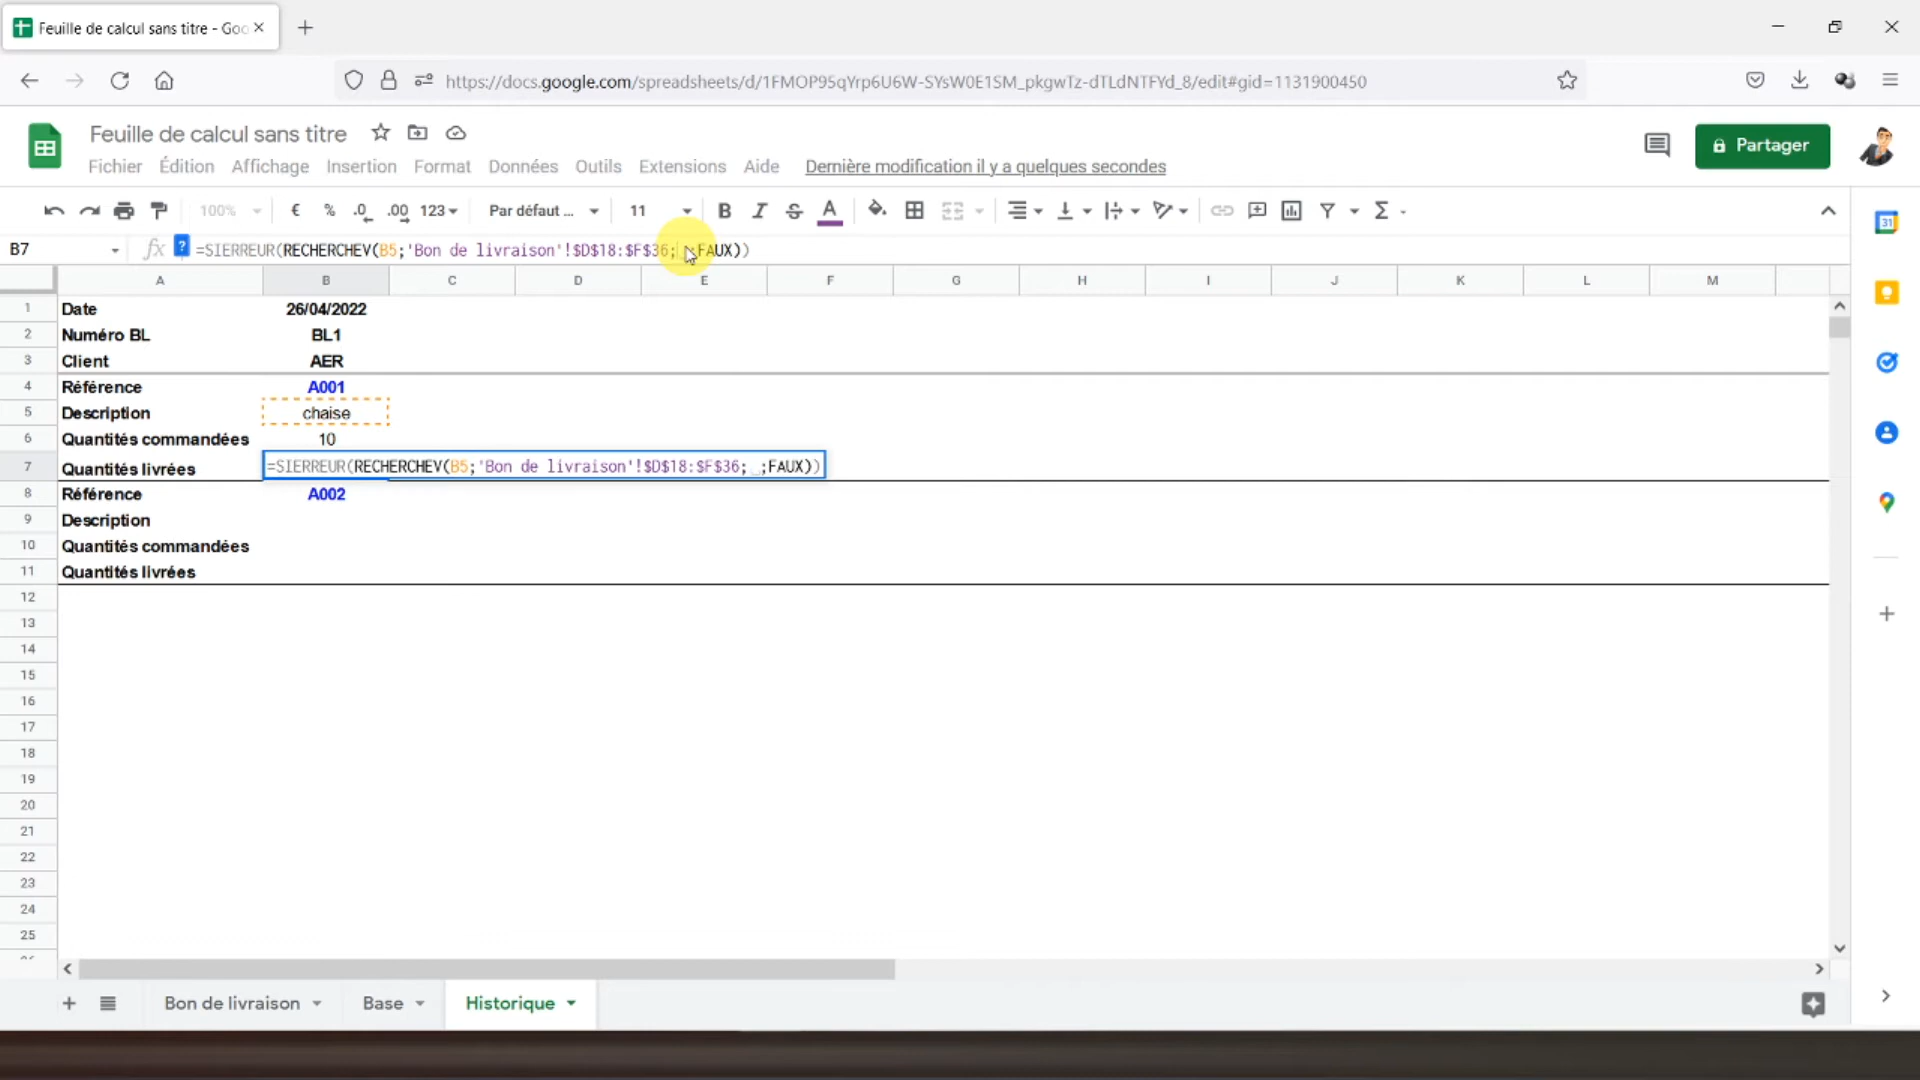 Feuille de calcul sans titre - Goo
https://docs.google.com/spreadsheets/d/1FMOP95qYrp6U6W-SYsW0E1SM_pkgwTz-dTLdNTFYd_8/edit#gid=1131900450
Feuille de calcul sans titre
Partager
Fichier Édition Affichage Insertion Format Données Outils Extensions Aide Dernière modification il y a quelques secondes
100% € % .0 .00 123 Par défaut ... 11 B I S A Σ
B7 fx ? =SIERREUR(RECHERCHEV(B5;'Bon de livraison'!$D$18:$F$36; ;FAUX))
31
A B C D E F G H I J K L M
1 Date 26/04/2022
2 Numéro BL BL1
3 Client AER
4 Référence A001
5 Description chaise
6 Quantités commandées 10
7 Quantités livrées =SIERREUR(RECHERCHEV(B5;'Bon de livraison'!$D$18:$F$36; ;FAUX))
8 Référence A002
9 Description
10 Quantités commandées
11 Quantités livrées
12
13
14
15
16
17
18
19
20
21
22
23
24
25
Bon de livraison Base Historique